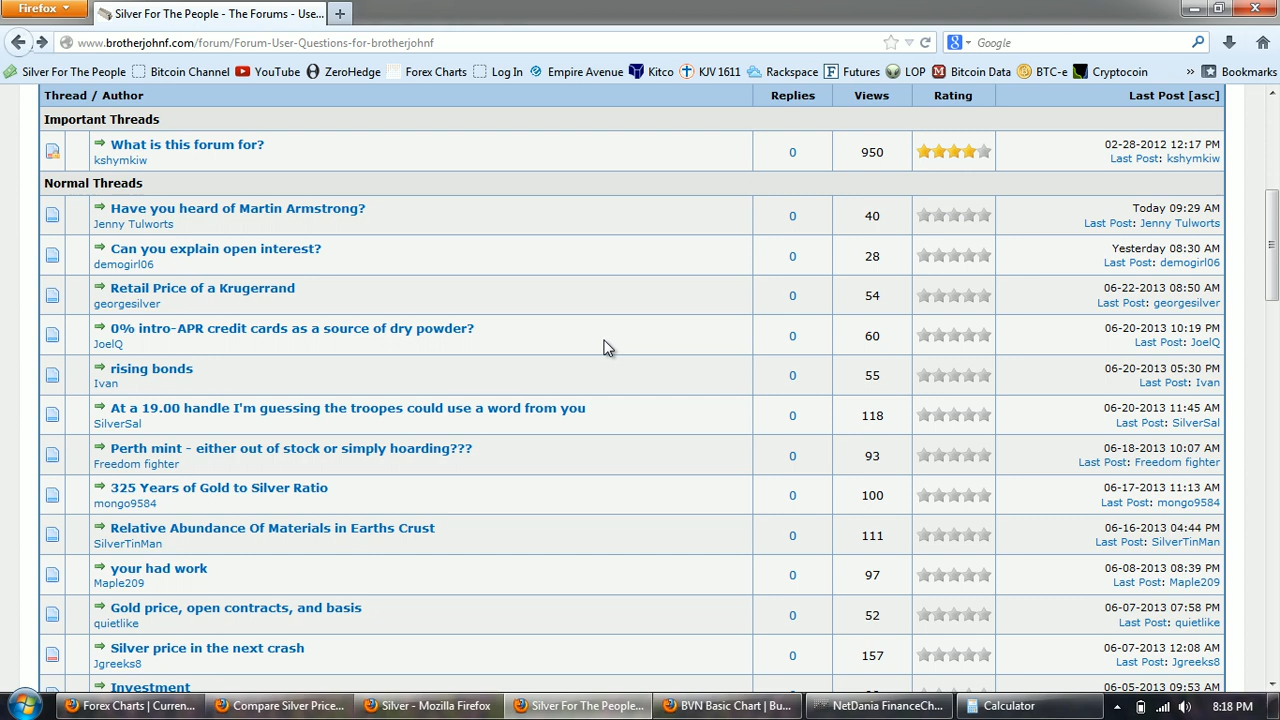 Firefox
Silver For The People - The Forums - Use...
www.brotherjohnf.com/forum/Forum-User-Questions-for-brotherjohnf
Google
Silver For The People Bitcoin Channel YouTube ZeroHedge Forex Charts Log In Empire Avenue Kitco KJV 1611 Rackspace Futures LOP Bitcoin Data BTC-e Cryptocoin » Bookmarks
Thread / Author Replies Views Rating Last Post [asc]
Important Threads
What is this forum for? 0 950 02-28-2012 12:17 PM
kshymkiw Last Post: kshymkiw
Normal Threads
Have you heard of Martin Armstrong? 0 40 Today 09:29 AM
Jenny Tulworts Last Post: Jenny Tulworts
Can you explain open interest? 0 28 Yesterday 08:30 AM
demogirl06 Last Post: demogirl06
Retail Price of a Krugerrand 0 54 06-22-2013 08:50 AM
georgesilver Last Post: georgesilver
0% intro-APR credit cards as a source of dry powder? 0 60 06-20-2013 10:19 PM
JoelQ Last Post: JoelQ
rising bonds 0 55 06-20-2013 05:30 PM
Ivan Last Post: Ivan
At a 19.00 handle I'm guessing the troopes could use a word from you 0 118 06-20-2013 11:45 AM
SilverSal Last Post: SilverSal
Perth mint - either out of stock or simply hoarding??? 0 93 06-18-2013 10:07 AM
Freedom fighter Last Post: Freedom fighter
325 Years of Gold to Silver Ratio 0 100 06-17-2013 11:13 AM
mongo9584 Last Post: mongo9584
Relative Abundance Of Materials in Earths Crust 0 111 06-16-2013 04:44 PM
SilverTinMan Last Post: SilverTinMan
your had work 0 97 06-08-2013 08:39 PM
Maple209 Last Post: Maple209
Gold price, open contracts, and basis 0 52 06-07-2013 07:58 PM
quietlike Last Post: quietlike
Silver price in the next crash 0 157 06-07-2013 12:08 AM
Jgreeks8 Last Post: Jgreeks8
Investment 06-05-2013 09:53 AM
Forex Charts | Curren... Compare Silver Price... Silver - Mozilla Firefox Silver For The People... BVN Basic Chart | Bu... NetDania FinanceCh... Calculator 8:18 PM